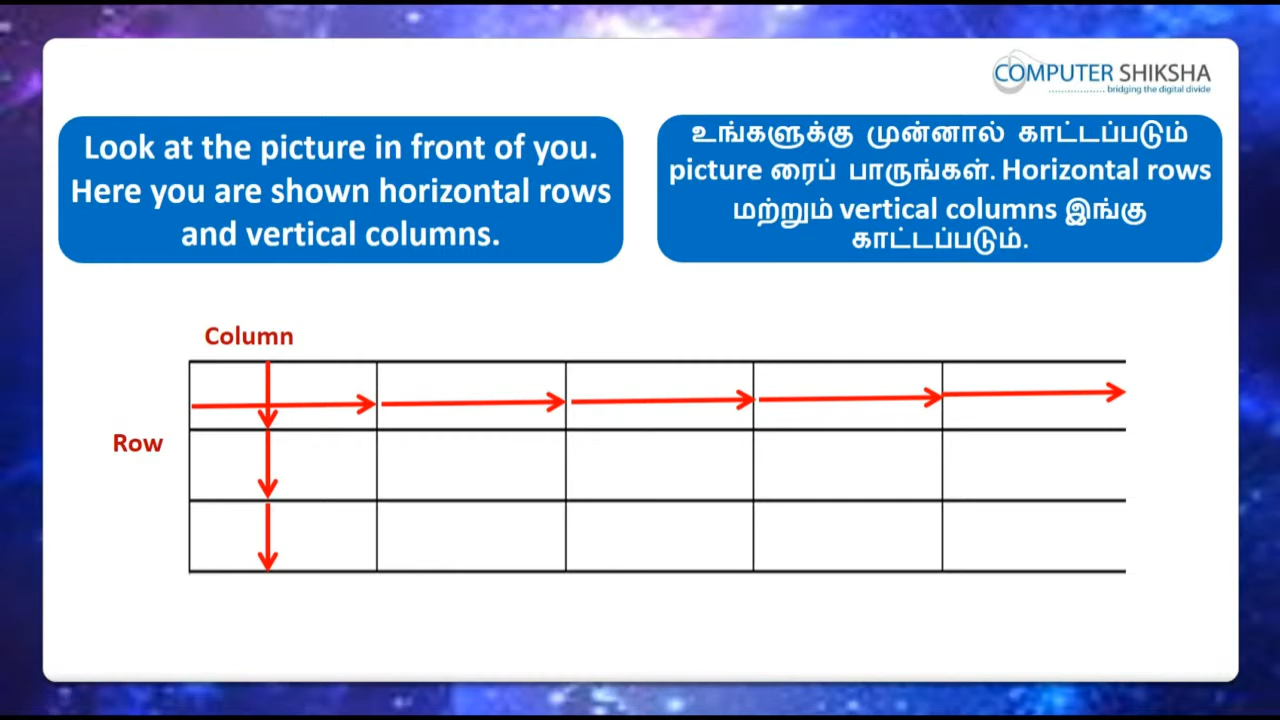 COMPUTER SHIKSHA
bridging the digital divide
Look at the picture in front of you.
Here you are shown horizontal rows
and vertical columns.
உங்களுக்கு முன்னால் காட்டப்படும்
picture ரைப் பாருங்கள். Horizontal rows
மற்றும் vertical columns இங்கு
காட்டப்படும்.
Column
Row